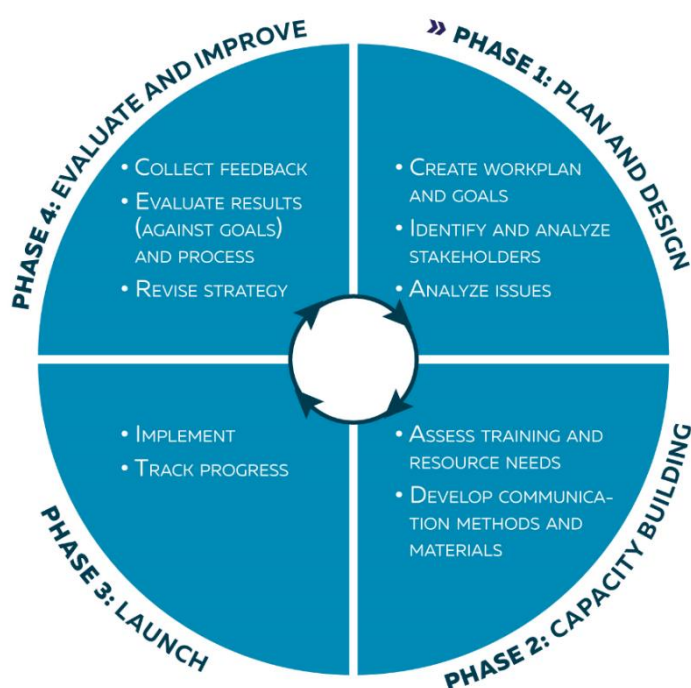 » PHASE 1: PLAN AND DESIGN
• CREATE WORKPLAN
AND GOALS
• IDENTIFY AND ANALYZE
STAKEHOLDERS
• ANALYZE ISSUES
PHASE 2: CAPACITY BUILDING
• ASSESS TRAINING AND
RESOURCE NEEDS
• DEVELOP COMMUNICA-
TION METHODS AND
MATERIALS
PHASE 3: LAUNCH
• IMPLEMENT
• TRACK PROGRESS
PHASE 4: EVALUATE AND IMPROVE
• COLLECT FEEDBACK
• EVALUATE RESULTS
(AGAINST GOALS)
AND PROCESS
• REVISE STRATEGY